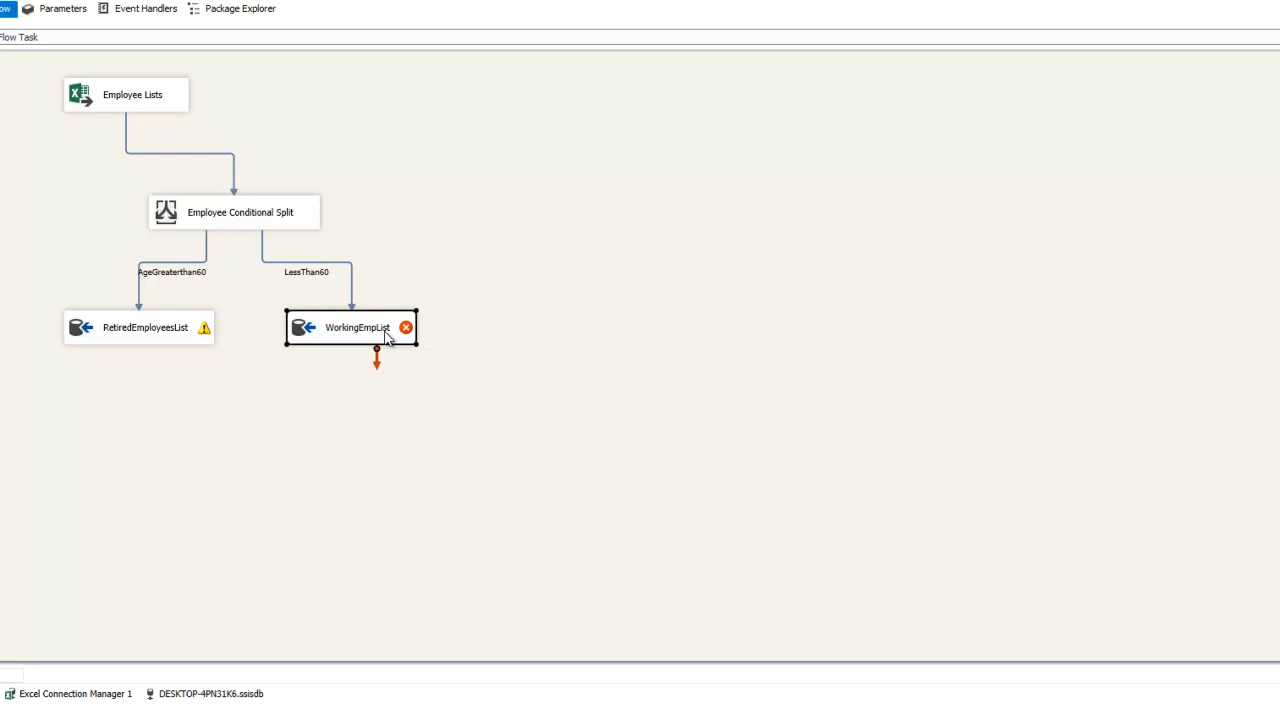 ow Parameters Event Handlers Package Explorer
Flow Task
Employee Lists
Employee Conditional Split
AgeGreaterthan60 LessThan60
RetiredEmployeesList WorkingEmpList
Excel Connection Manager 1 DESKTOP-4PN31K6.ssisdb